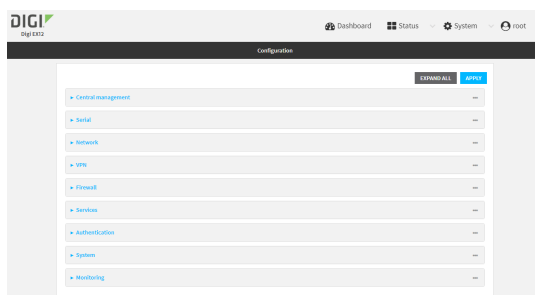 DIGI
Digi EX12
Dashboard Status System root
Configuration
EXPAND ALL APPLY
Central management
Serial
Network
VPN
Firewall
Services
Authentication
System
Monitoring